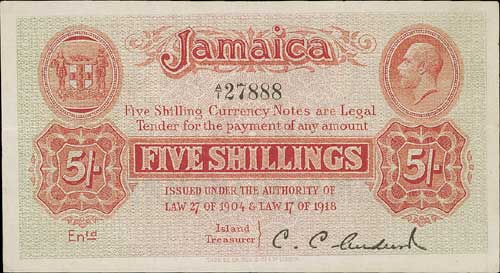 Jamaica
A/1 27888
Five Shilling Currency Notes are Legal
Tender for the payment of any amount
5/- FIVE SHILLINGS 5/-
ISSUED UNDER THE AUTHORITY OF
LAW 27 OF 1904 & LAW 17 OF 1918
Entd
Island
Treasurer